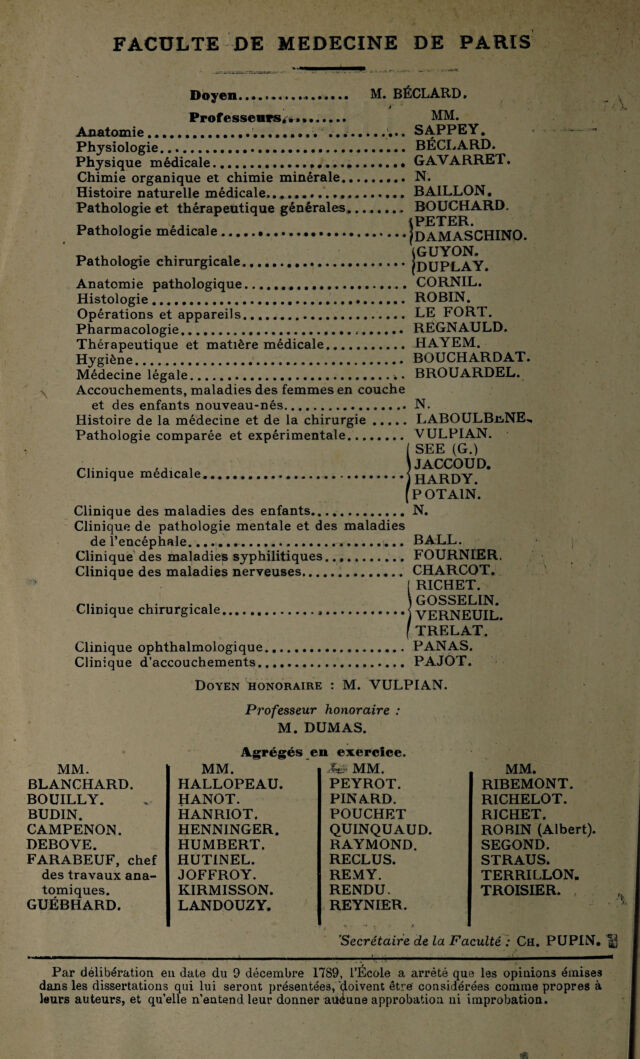 FACULTE DE MEDECINE DE PARIS
Doyen................. M. BÉCLARD.
Professeurs.......... MM.
Anatomie.................................. SAPPEY.
Physiologie.................................. BÉCLARD.
Physique médicale........................... GAVARRET.
Chimie organique et chimie minérale......... N.
Histoire naturelle médicale.................... BAILLON.
Pathologie et thérapeutique générales........ BOUCHARD.
Pathologie médicale.......................... { PETER.
DAMASCHINO.
Pathologie chirurgicale....................... { GUYON.
DUPLAY.
Anatomie pathologique....................... CORNIL.
Histologie................................... ROBIN.
Opérations et appareils....................... LE FORT.
Pharmacologie............................... REGNAULD.
Thérapeutique et matière médicale........... HAYEM.
Hygiène..................................... BOUCHARDAT.
Médecine légale.............................. BROUARDEL.
Accouchements, maladies des femmes en couche
et des enfants nouveau-nés................. N.
Histoire de la médecine et de la chirurgie ..... LABOULBENE.
Pathologie comparée et expérimentale........ VULPIAN.
Clinique médicale............................ { SEE (G.)
JACCOUD.
HARDY.
POTAIN.
Clinique des maladies des enfants............. N.
Clinique de pathologie mentale et des maladies
de l'encéphale.............................. BALL.
Clinique des maladies syphilitiques........... FOURNIER.
Clinique des maladies nerveuses.............. CHARCOT.
Clinique chirurgicale......................... { RICHET.
GOSSELIN.
VERNEUIL.
TRELAT.
Clinique ophthalmologique.................... PANAS.
Clinique d'accouchements.................... PAJOT.
DOYEN HONORAIRE : M. VULPIAN.
Professeur honoraire :
M. DUMAS.
Agrégés en exercice.
MM.
BLANCHARD.
BOUILLY.
BUDIN.
CAMPENON.
DEBOVE.
FARABEUF, chef
des travaux ana-
tomiques.
GUÉBHARD.
MM.
HALLOPEAU.
HANOT.
HANRIOT.
HENNINGER.
HUMBERT.
HUTINEL.
JOFFROY.
KIRMISSON.
LANDOUZY.
MM.
PEYROT.
PINARD.
POUCHET
QUINQUAUD.
RAYMOND.
RECLUS.
REMY.
RENDU.
REYNIER.
MM.
RIBEMONT.
RICHELOT.
RICHET.
ROBIN (Albert).
SEGOND.
STRAUS.
TERRILLON.
TROISIER.
Secrétaire de la Faculté : CH. PUPIN.
Par délibération en date du 9 décembre 1789, l'École a arrêté que les opinions émises
dans les dissertations qui lui seront présentées, doivent être considérées comme propres à
leurs auteurs, et qu'elle n'entend leur donner aucune approbation ni improbation.